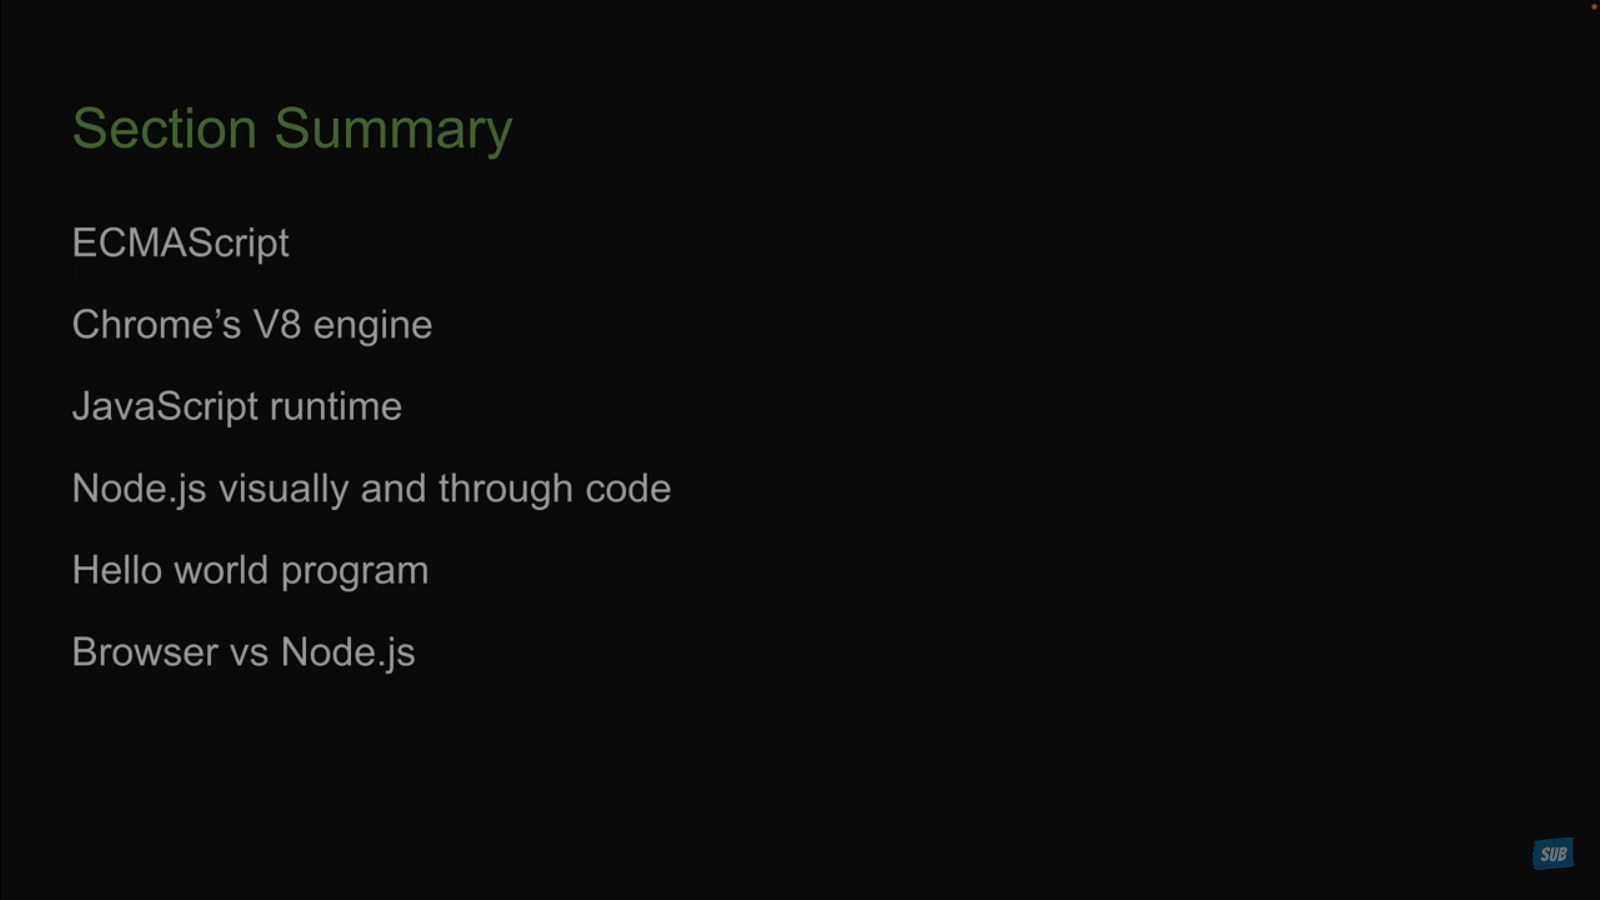 Section Summary
ECMAScript
Chrome’s V8 engine
JavaScript runtime
Node.js visually and through code
Hello world program
Browser vs Node.js
SUB